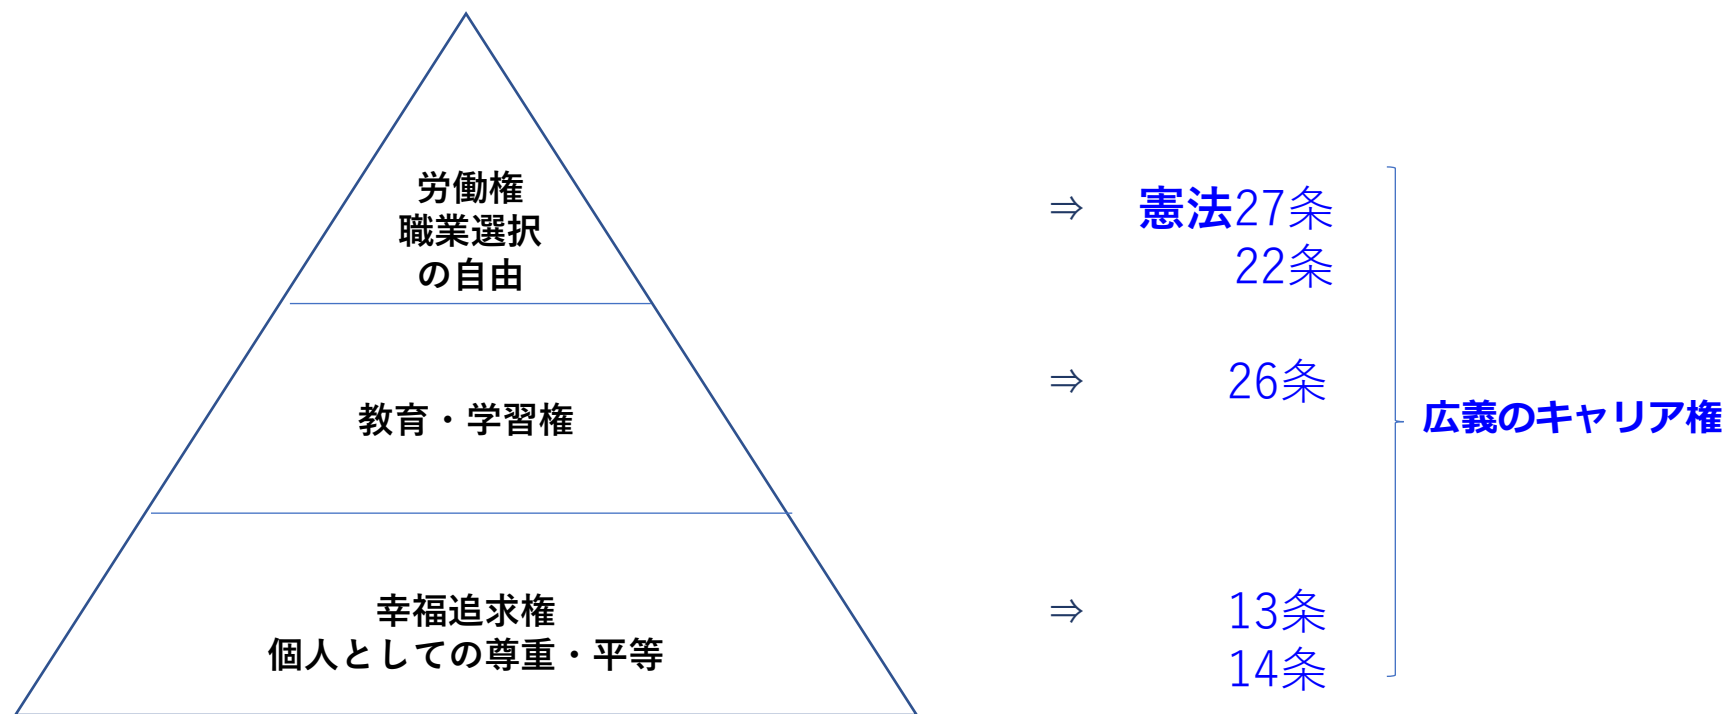 労働権
職業選択
の自由
⇒ 憲法27条
22条
教育・学習権
⇒ 26条
広義のキャリア権
幸福追求権
個人としての尊重・平等
⇒ 13条
14条